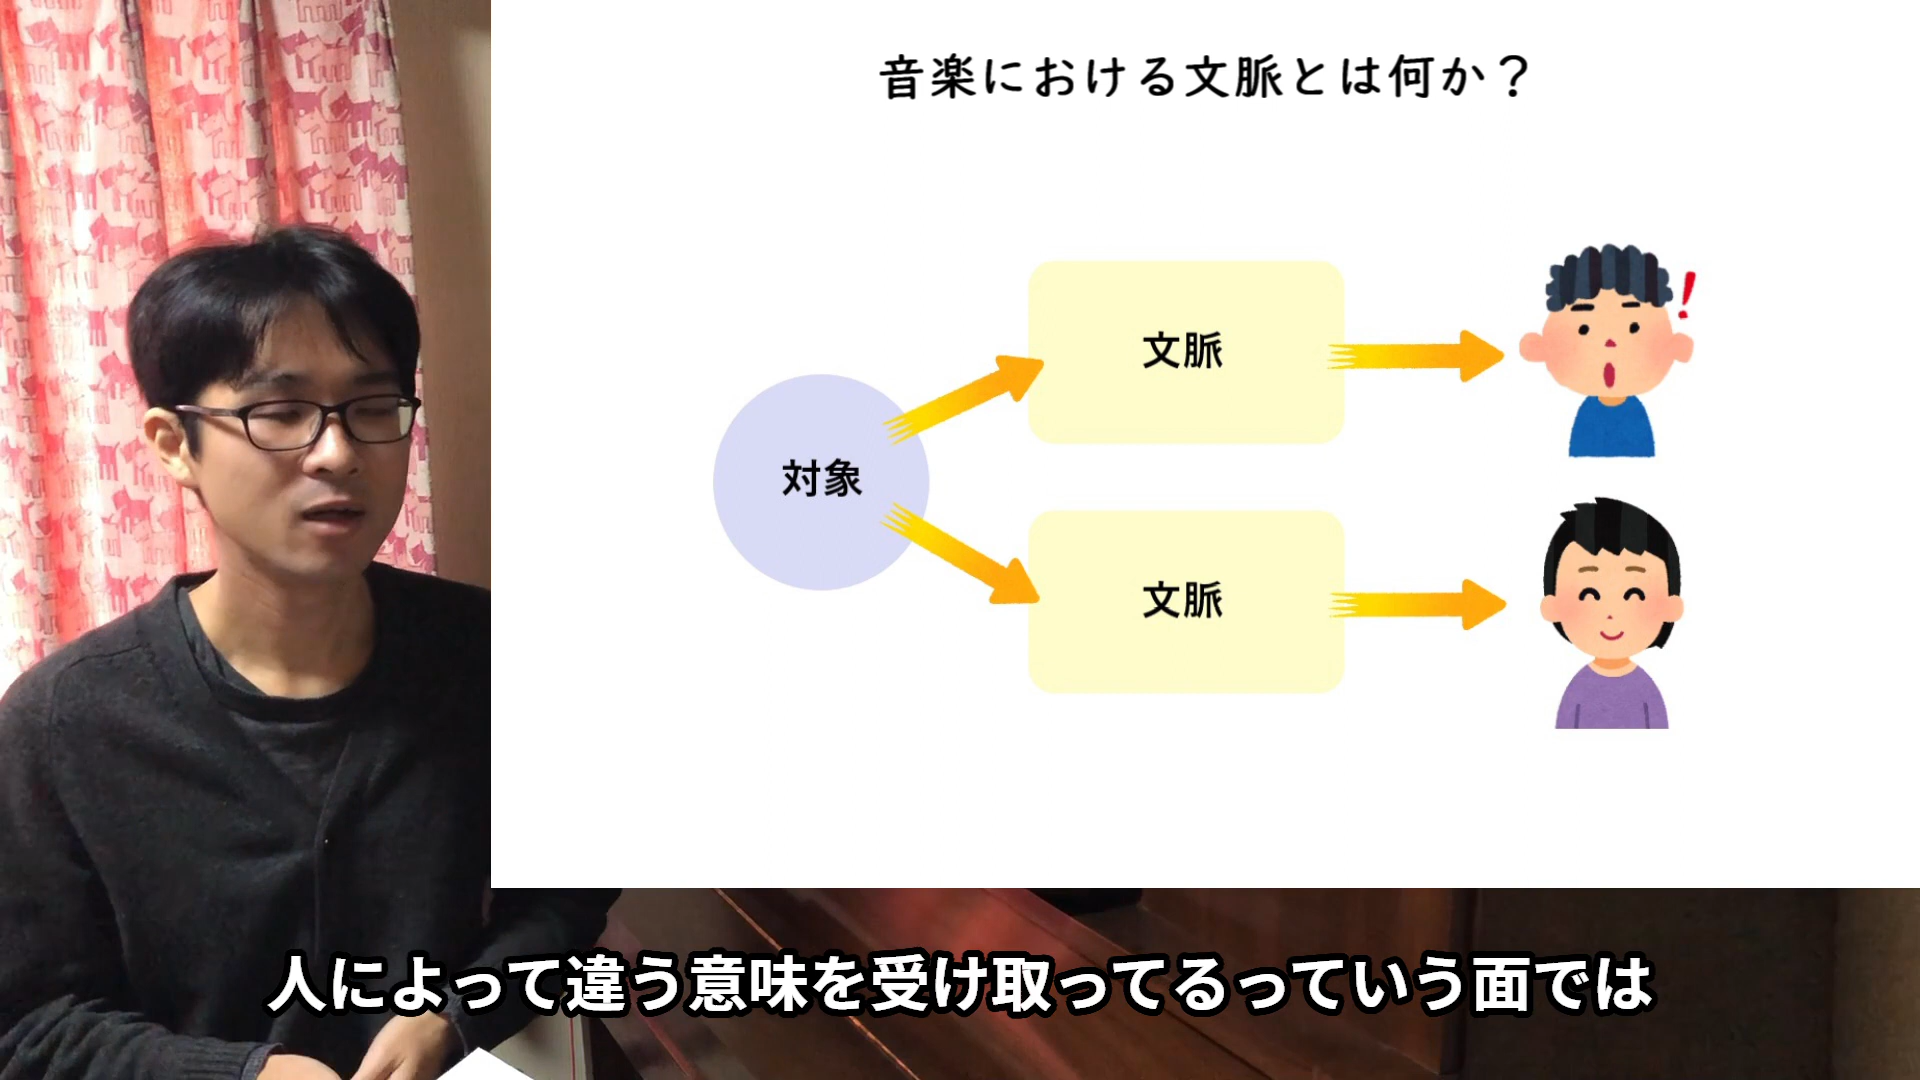 音楽における文脈とは何か？
文脈
対象
文脈
人によって違う意味を受け取ってるっていう面では